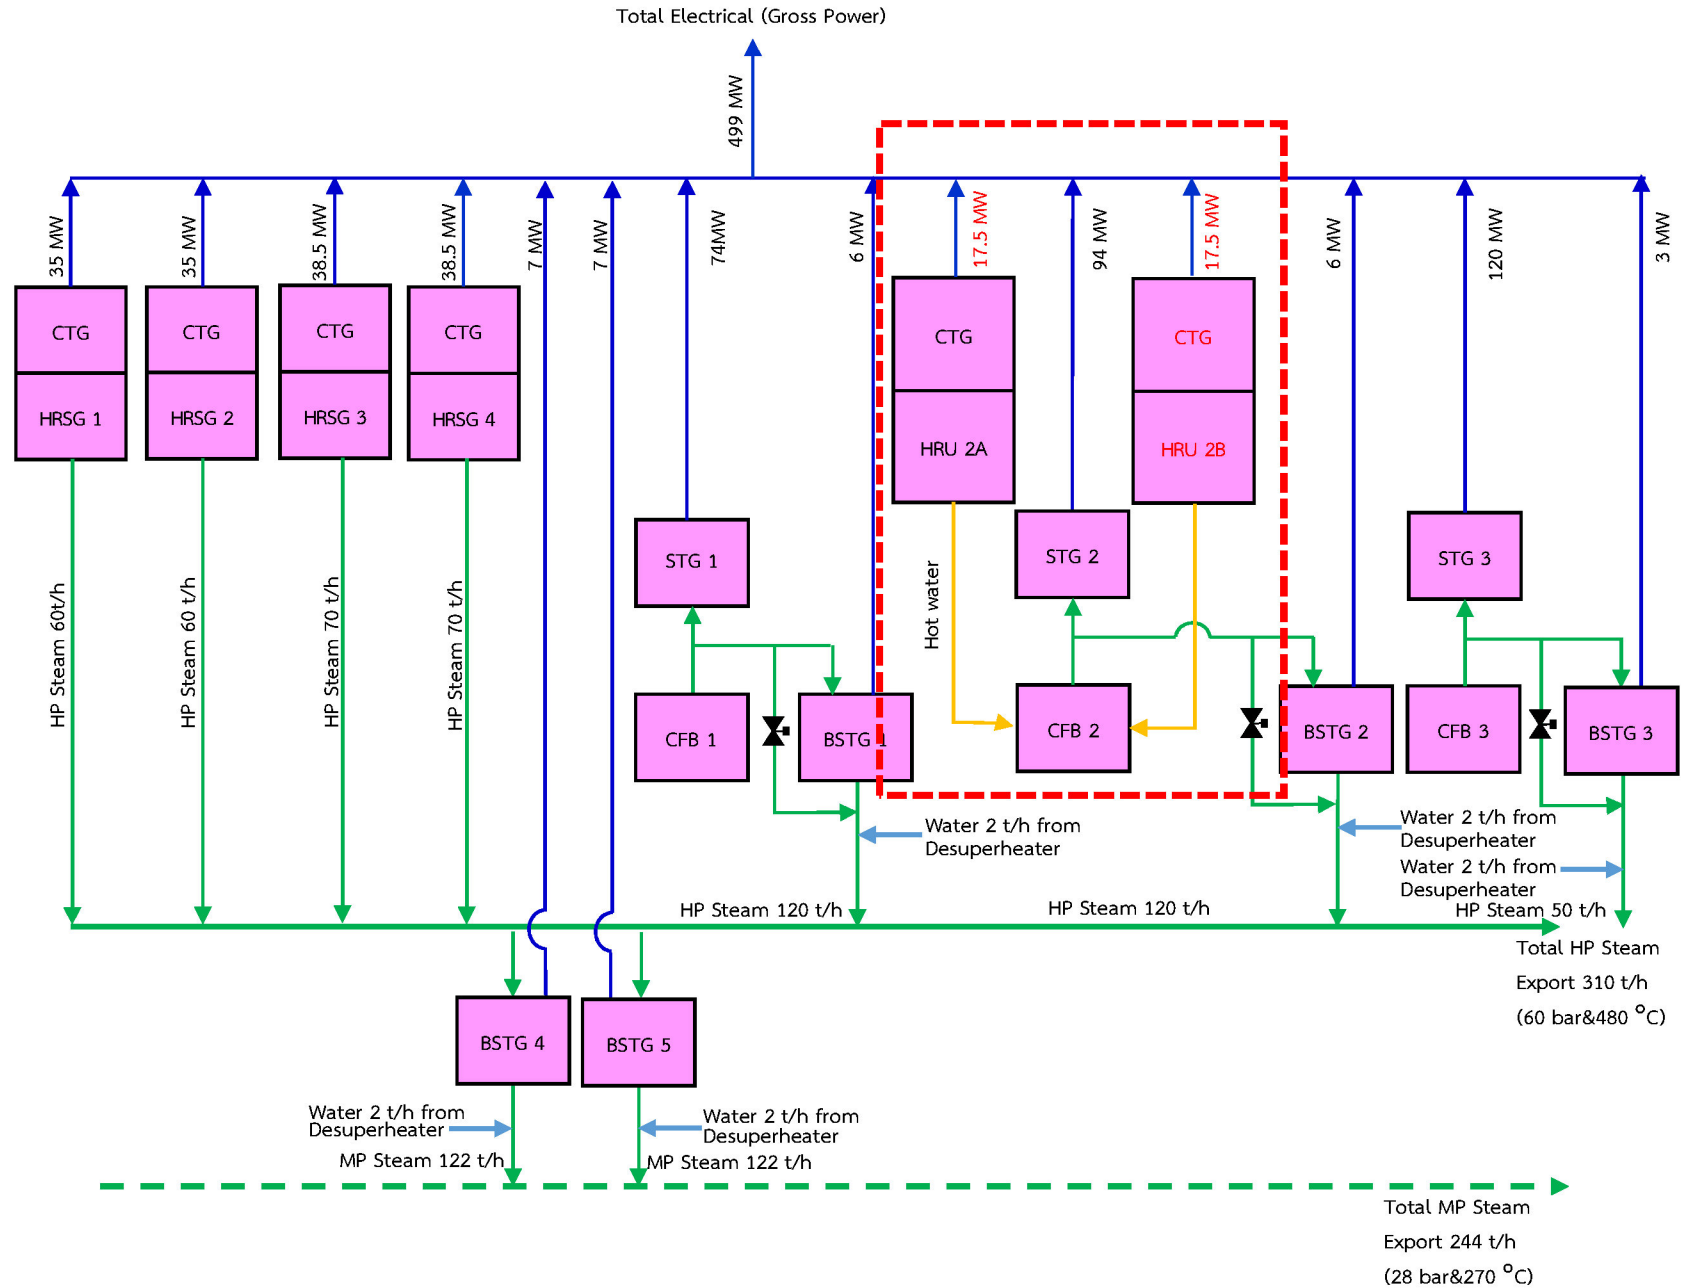 Total Electrical (Gross Power)
499 MW
35 MW
35 MW
38.5 MW
38.5 MW
7 MW
7 MW
74MW
6 MW
17.5 MW
94 MW
17.5 MW
6 MW
120 MW
3 MW
CTG
CTG
CTG
CTG
CTG
CTG
HRSG 1
HRSG 2
HRSG 3
HRSG 4
HRU 2A
HRU 2B
STG 1
STG 2
STG 3
HP Steam 60t/h
HP Steam 60 t/h
HP Steam 70 t/h
HP Steam 70 t/h
Hot water
CFB 1
BSTG 1
CFB 2
BSTG 2
CFB 3
BSTG 3
Water 2 t/h from
Desuperheater
Water 2 t/h from
Desuperheater
Water 2 t/h from
Desuperheater
HP Steam 120 t/h
HP Steam 120 t/h
HP Steam 50 t/h
Total HP Steam
Export 310 t/h
(60 bar&480 °C)
BSTG 4
BSTG 5
Water 2 t/h from
Desuperheater
Water 2 t/h from
Desuperheater
MP Steam 122 t/h
MP Steam 122 t/h
Total MP Steam
Export 244 t/h
(28 bar&270 °C)